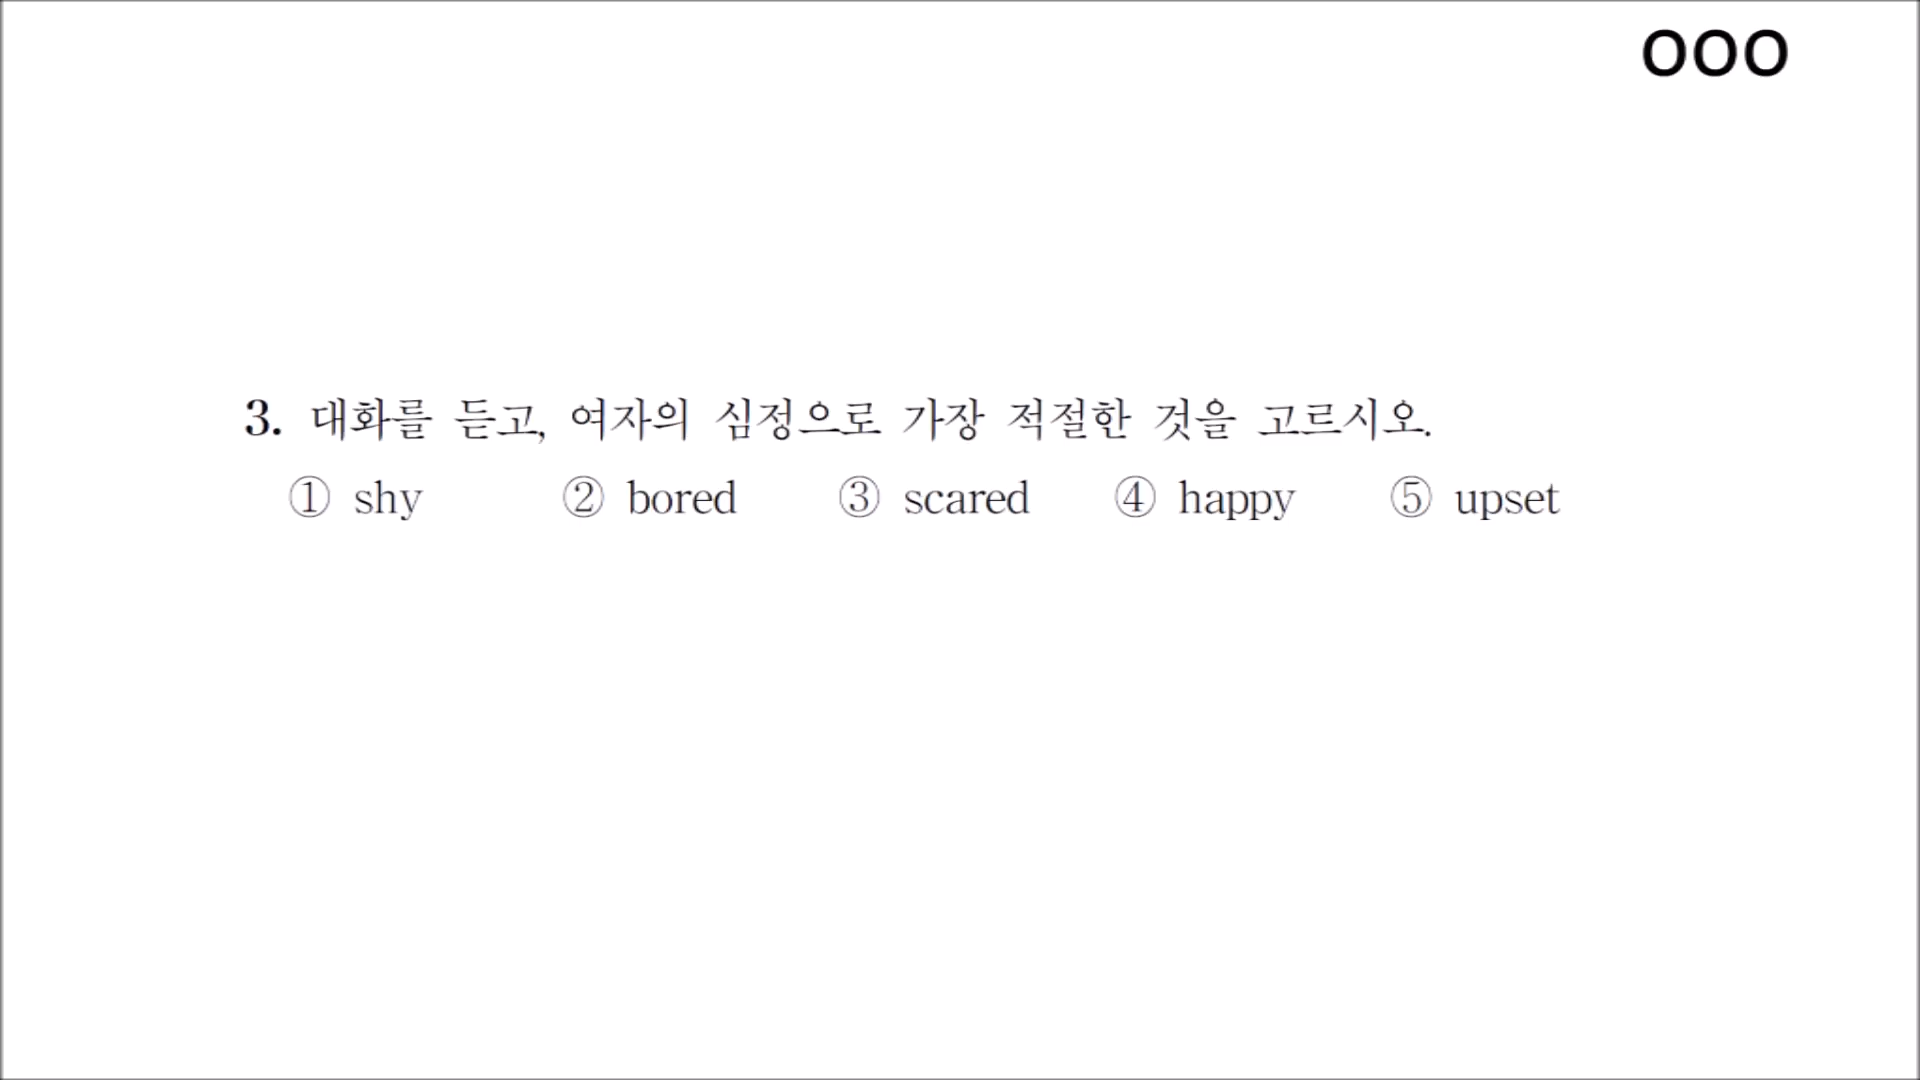 OOO
3. 대화를 듣고, 여자의 심정으로 가장 적절한 것을 고르시오.
① shy ② bored ③ scared ④ happy ⑤ upset